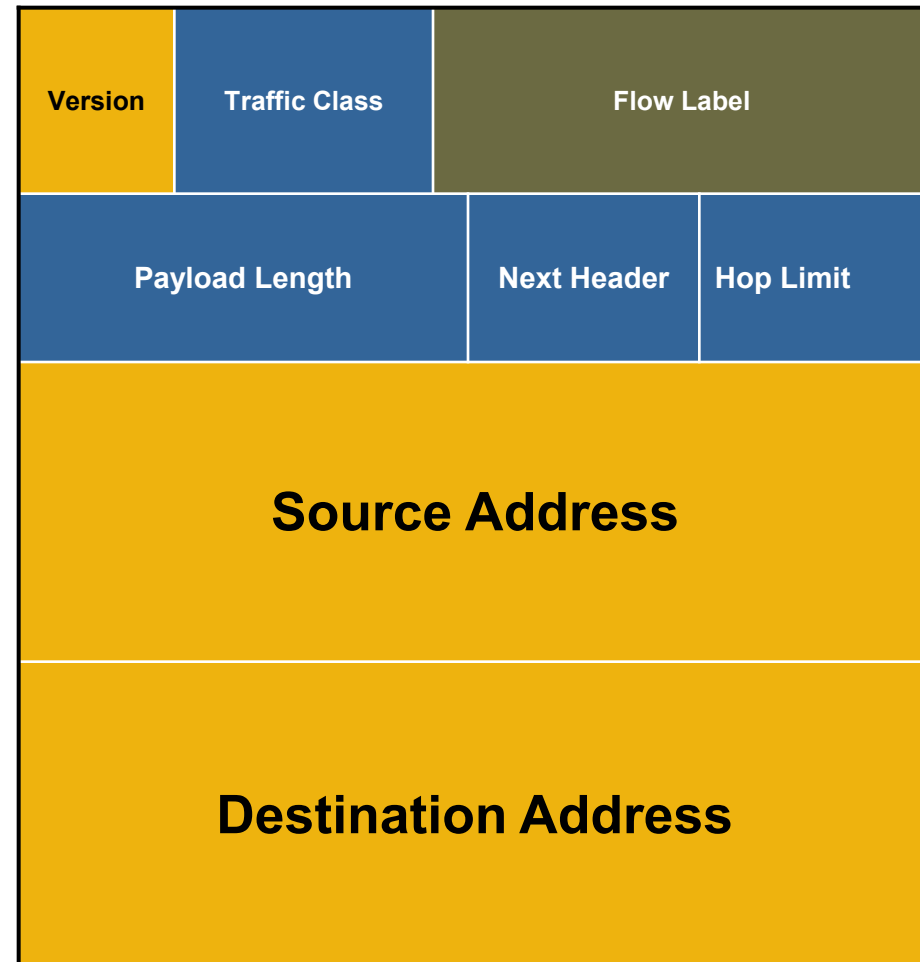 Version Traffic Class Flow Label
Payload Length Next Header Hop Limit
Source Address
Destination Address